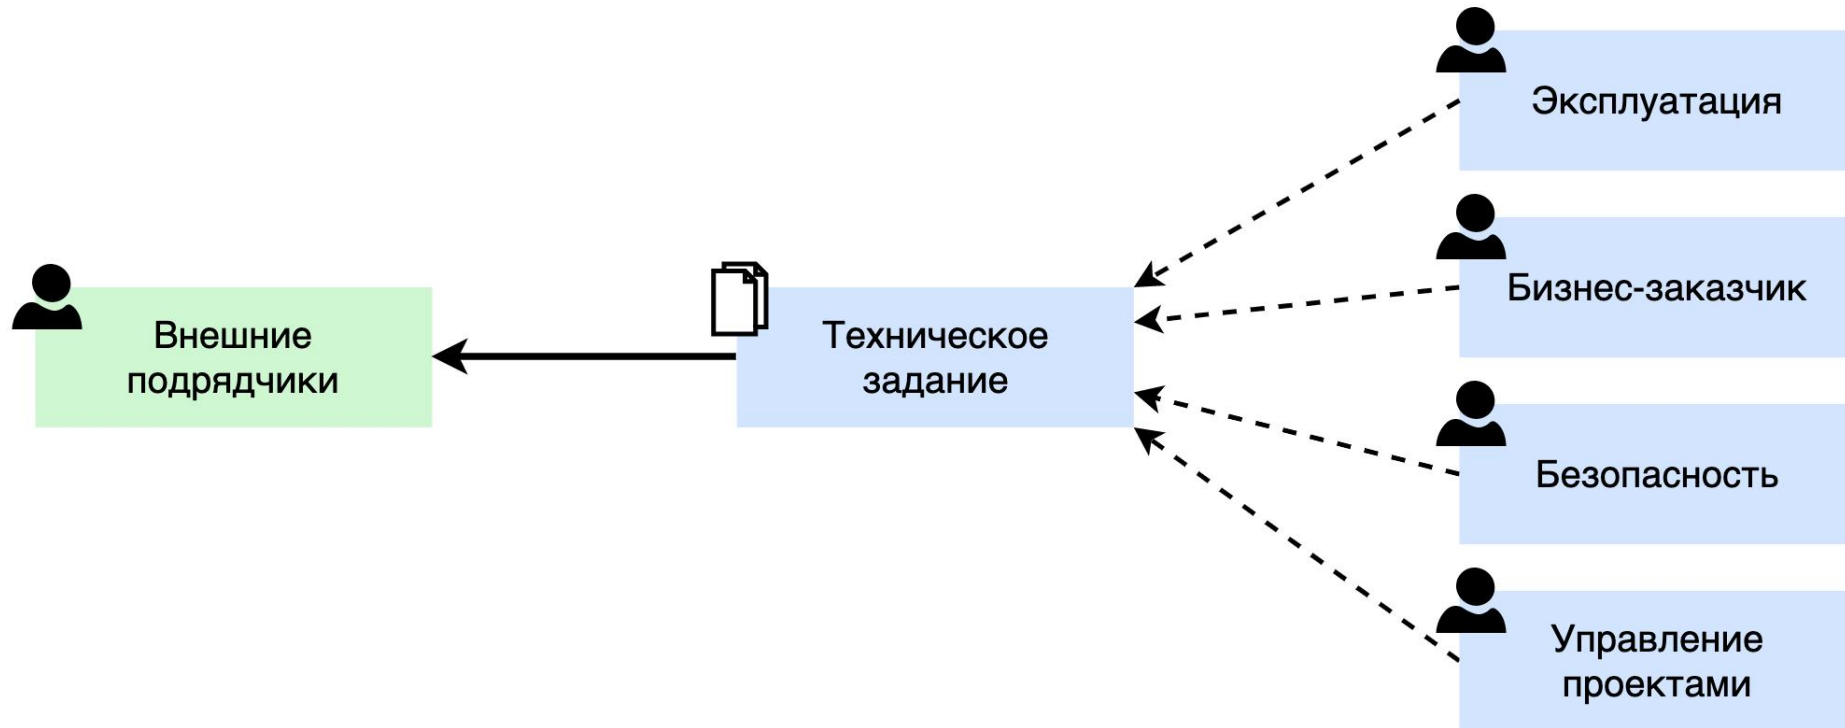 Эксплуатация
Бизнес-заказчик
Внешние
подрядчики
Техническое
задание
Безопасность
Управление
проектами